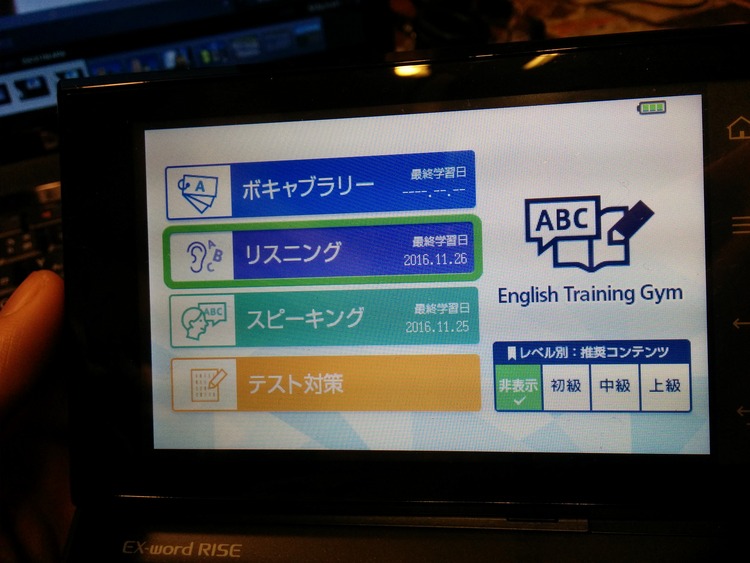 ボキャブラリー
最終学習日
----.--.--
リスニング
最終学習日
2016.11.26
スピーキング
最終学習日
2016.11.25
テスト対策
ABC
English Training Gym
レベル別：推奨コンテンツ
非表示
初級
中級
上級
A
A B C
ABC
EX-word RISE